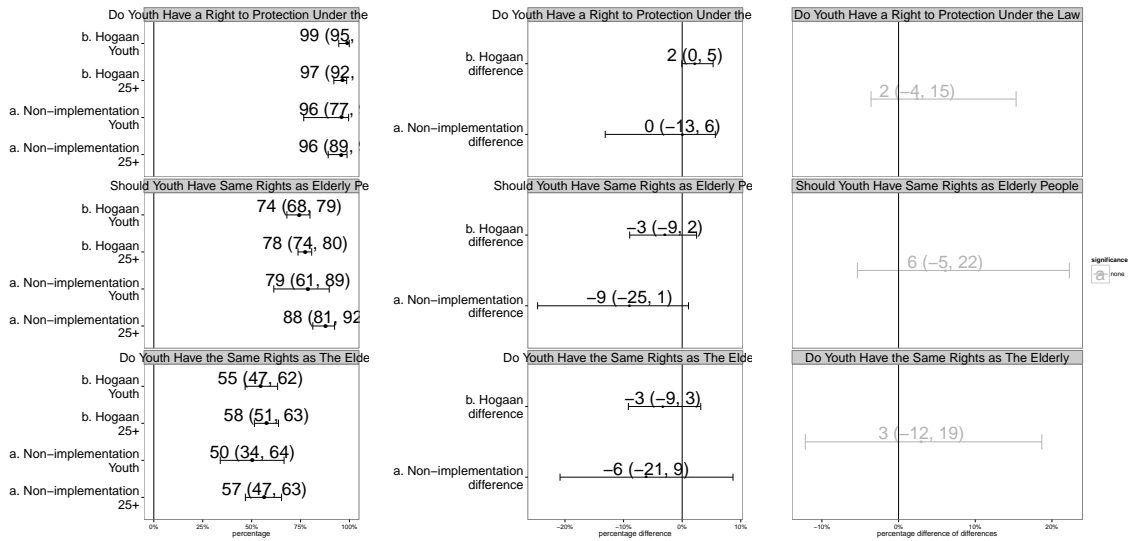 Do Youth Have a Right to Protection Under the
b. Hogaan
Youth
99 (95,
b. Hogaan
25+
97 (92,
a. Non−implementation
Youth
96 (77,
a. Non−implementation
25+
96 (89,
Should Youth Have Same Rights as Elderly Pe
b. Hogaan
Youth
74 (68, 79)
b. Hogaan
25+
78 (74, 80)
a. Non−implementation
Youth
79 (61, 89)
a. Non−implementation
25+
88 (81, 92
Do Youth Have the Same Rights as The Elde
b. Hogaan
Youth
55 (47, 62)
b. Hogaan
25+
58 (51, 63)
a. Non−implementation
Youth
50 (34, 64)
a. Non−implementation
25+
57 (47, 63)
0% 25% 50% 75% 100%
percentage
Do Youth Have a Right to Protection Under the
b. Hogaan
difference
2 (0, 5)
a. Non−implementation
difference
0 (−13, 6)
Should Youth Have Same Rights as Elderly Pe
b. Hogaan
difference
−3 (−9, 2)
a. Non−implementation
difference
−9 (−25, 1)
Do Youth Have the Same Rights as The Elde
b. Hogaan
difference
−3 (−9, 3)
a. Non−implementation
difference
−6 (−21, 9)
−20% −10% 0% 10%
percentage difference
Do Youth Have a Right to Protection Under the Law
2 (−4, 15)
Should Youth Have Same Rights as Elderly People
6 (−5, 22)
Do Youth Have the Same Rights as The Elderly
3 (−12, 19)
−10% 0% 10% 20%
percentage difference of differences
significance
a none